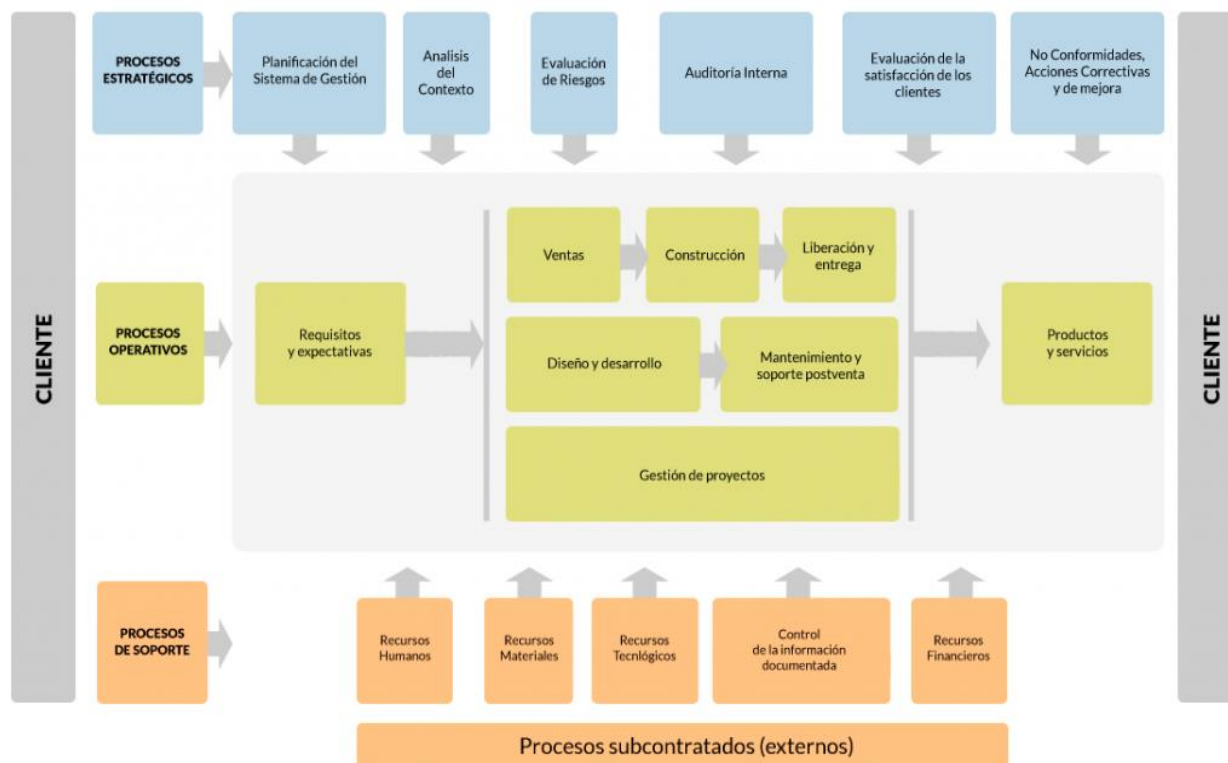 CLIENTE
PROCESOS
ESTRATÉGICOS
Planificación del
Sistema de Gestión
Analisis
del
Contexto
Evaluación
de Riesgos
Auditoría Interna
Evaluación de la
satisfacción de los
clientes
No Conformidades,
Acciones Correctivas
y de mejora
PROCESOS
OPERATIVOS
Requisitos
y expectativas
Ventas
Construcción
Liberación y
entrega
Diseño y desarrollo
Mantenimiento y
soporte postventa
Gestión de proyectos
Productos
y servicios
PROCESOS
DE SOPORTE
Recursos
Humanos
Recursos
Materiales
Recursos
Tecnlógicos
Control
de la información
documentada
Recursos
Financieros
Procesos subcontratados (externos)
CLIENTE